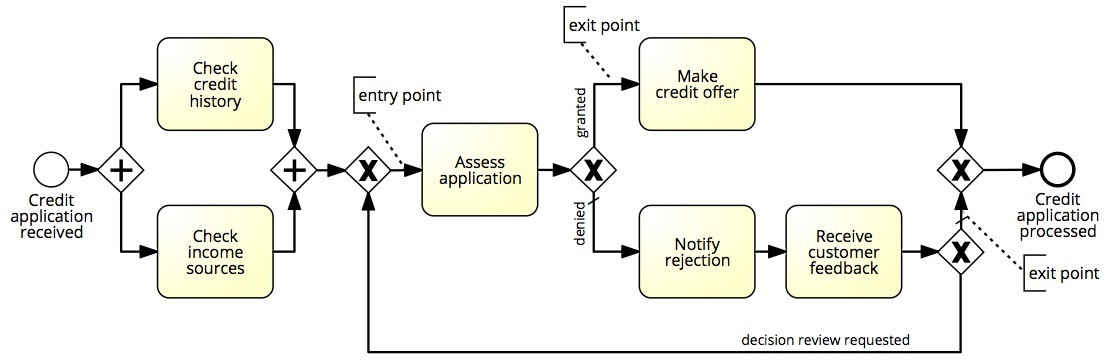 Credit
application
received
Check
credit
history
Check
income
sources
entry point
Assess
application
exit point
granted
denied
Make
credit offer
Notify
rejection
Receive
customer
feedback
decision review requested
Credit
application
processed
exit point